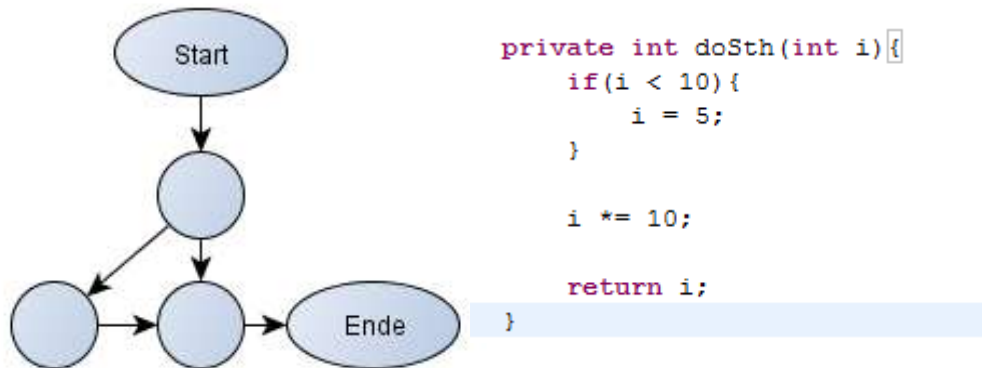 Start
Ende
private int doSth(int i){
if(i < 10){
i = 5;
}
i *= 10;
return i;
}